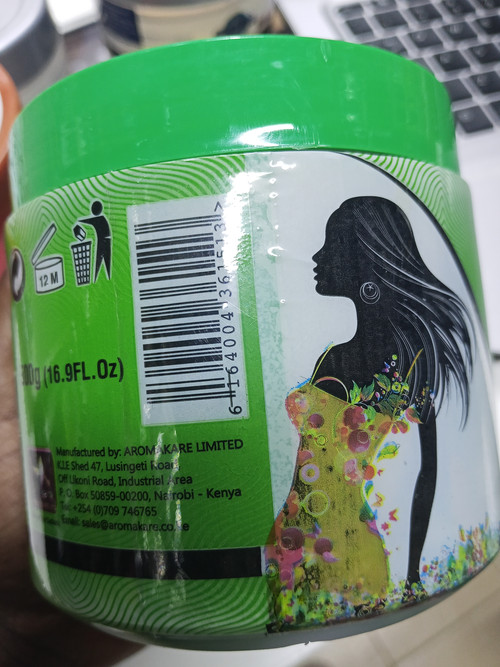 12 M
(16.9FL.Oz)
6 164004 361513 >
Manufactured by: AROMAKARE LIMITED
K.I.E Shed 47, Lusingeti Road,
Off Likoni Road, Industrial Area
P.O. Box 50859-00200, Nairobi - Kenya
Tel: +254 (0)709 746765
Email: sales@aromakare.co.ke